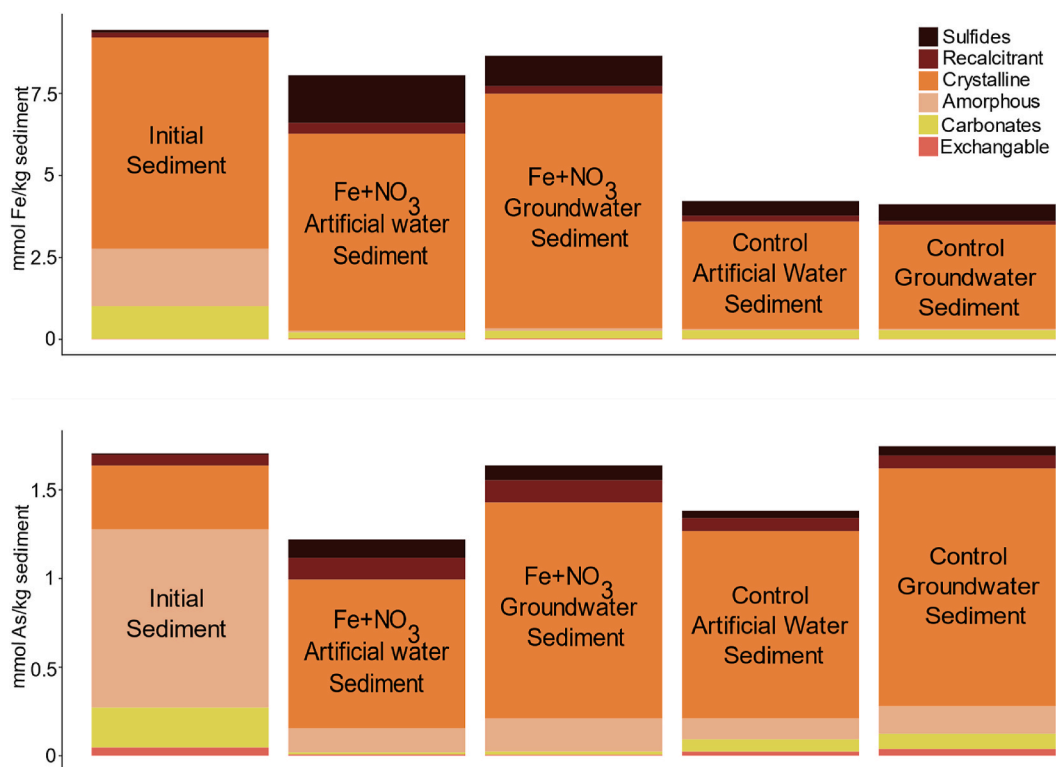 mmol Fe/kg sediment
7.5
5
2.5
0
Initial
Sediment
Fe+NO3
Artificial water
Sediment
Fe+NO3
Groundwater
Sediment
Control
Artificial Water
Sediment
Control
Groundwater
Sediment
Sulfides
Recalcitrant
Crystalline
Amorphous
Carbonates
Exchangable
mmol As/kg sediment
1.5
1
0.5
0
Initial
Sediment
Fe+NO3
Artificial water
Sediment
Fe+NO3
Groundwater
Sediment
Control
Artificial Water
Sediment
Control
Groundwater
Sediment